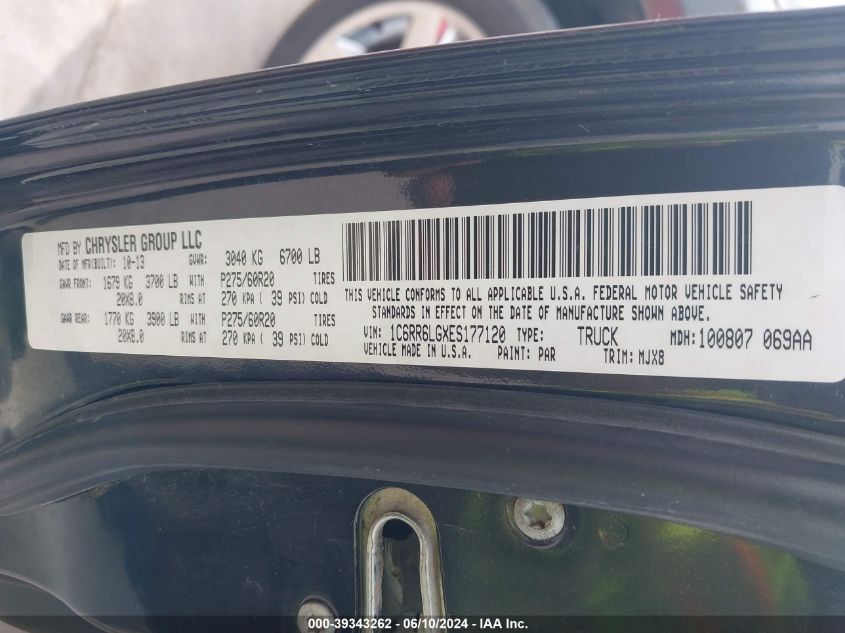 MFD BY CHRYSLER GROUP LLC
DATE OF MFR(BUILT): 10-13 GVWR: 3040 KG 6700 LB
GAWR FRONT: 1679 KG 3700 LB WITH P275/60R20 TIRES
20X8.0 RIMS AT 270 KPA ( 39 PSI) COLD
GAWR REAR: 1770 KG 3900 LB WITH P275/60R20 TIRES
20X8.0 RIMS AT 270 KPA ( 39 PSI) COLD
THIS VEHICLE CONFORMS TO ALL APPLICABLE U.S.A. FEDERAL MOTOR VEHICLE SAFETY
STANDARDS IN EFFECT ON THE DATE OF MANUFACTURE SHOWN ABOVE.
VIN: 1C6RR6LGXES177120 TYPE: TRUCK MDH: 100807 069AA
VEHICLE MADE IN U.S.A. PAINT: PAR TRIM: MJX8
000-39343262 - 06/10/2024 - IAA Inc.